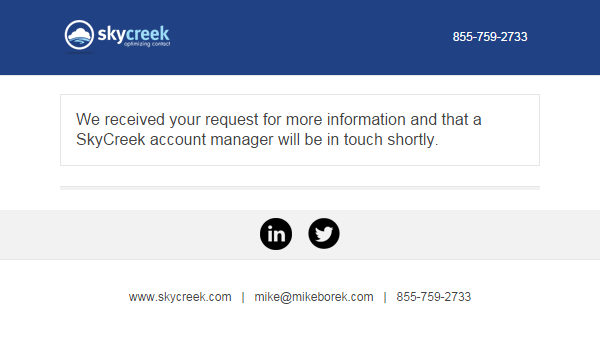 skycreek
optimizing contact
855-759-2733
We received your request for more information and that a
SkyCreek account manager will be in touch shortly.
in
www.skycreek.com | mike@mikeborek.com | 855-759-2733